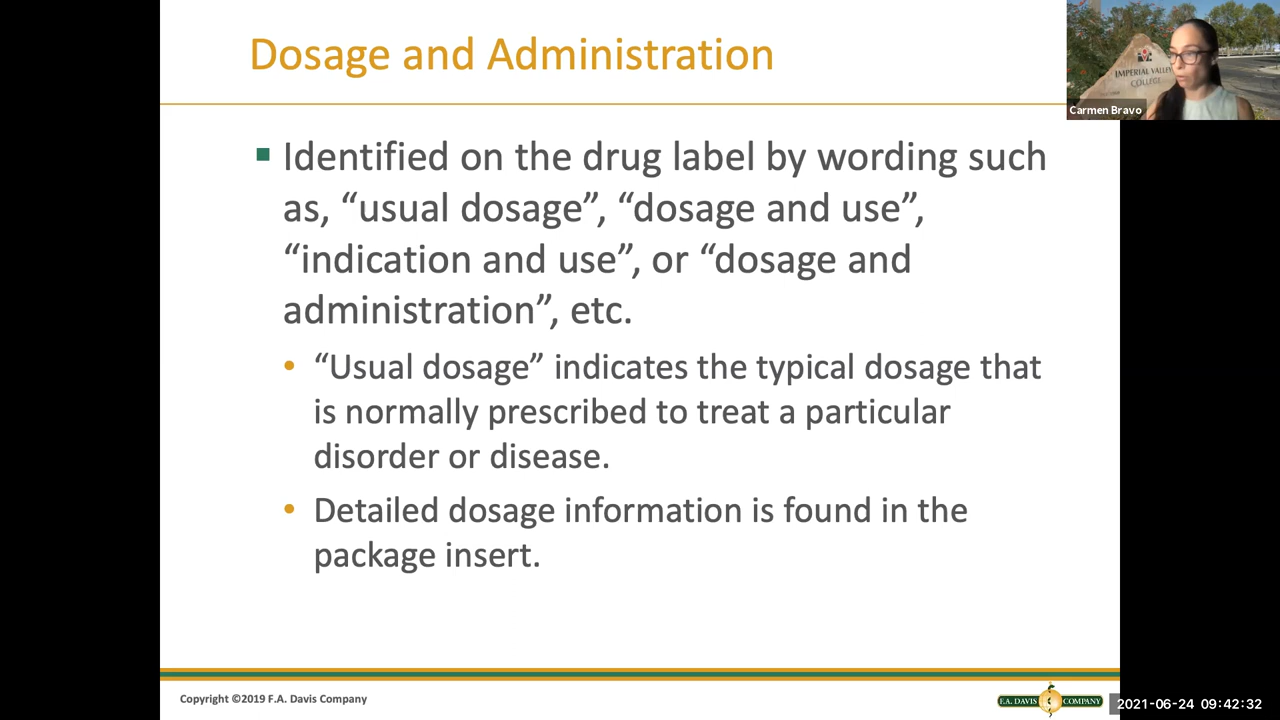 Dosage and Administration
IMPERIAL VALLEY
COLLEGE
Carmen Bravo
Identified on the drug label by wording such
as, “usual dosage”, “dosage and use”,
“indication and use”, or “dosage and
administration”, etc.
“Usual dosage” indicates the typical dosage that
is normally prescribed to treat a particular
disorder or disease.
Detailed dosage information is found in the
package insert.
Copyright ©2019 F.A. Davis Company
F.A. DAVIS COMPANY
2021-06-24 09:42:32